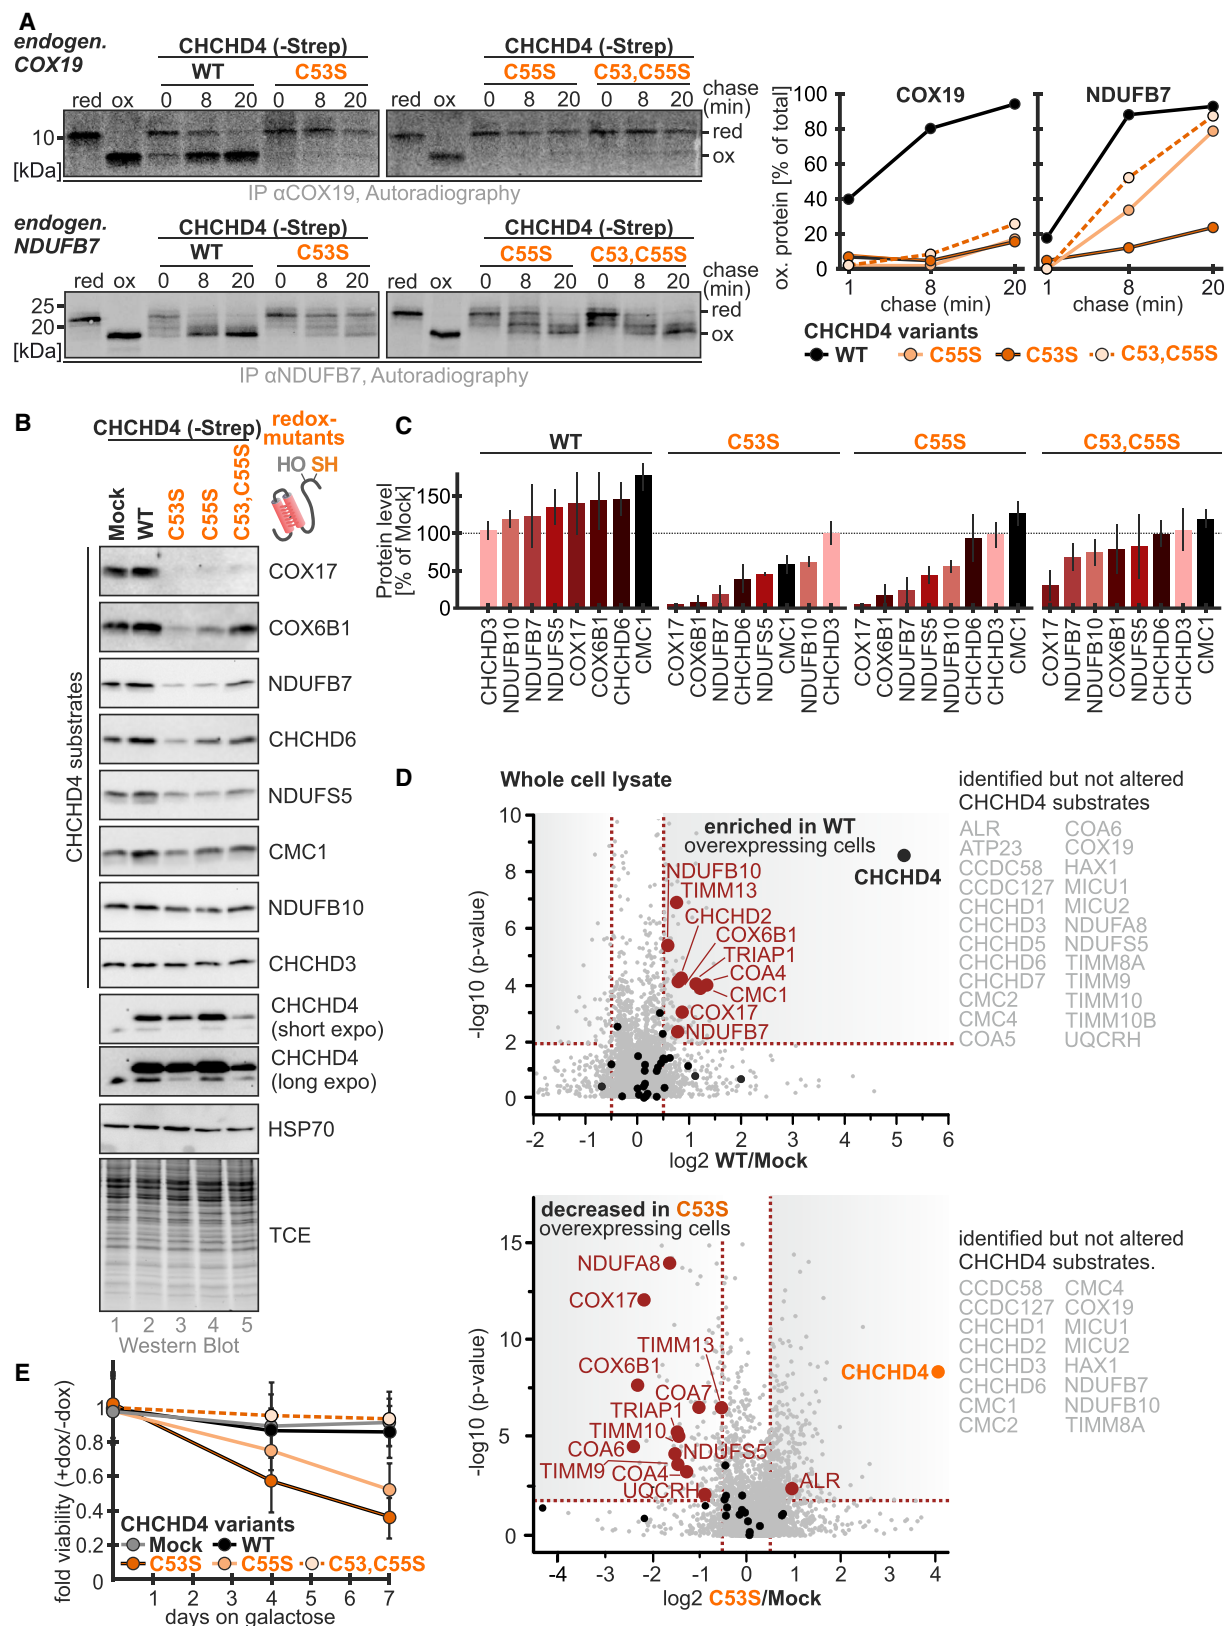 A
endogen.
COX19
CHCHD4 (-Strep)
WT
C53S
red
ox
0
8
20
0
8
20
10
[kDa]
CHCHD4 (-Strep)
C55S
C53,C55S
red
ox
0
8
20
0
8
20
chase
(min)
red
ox
IP αCOX19, Autoradiography
endogen.
NDUFB7
CHCHD4 (-Strep)
WT
C53S
red
ox
0
8
20
0
8
20
25
20
[kDa]
CHCHD4 (-Strep)
C55S
C53,C55S
red
ox
0
8
20
0
8
20
chase
(min)
red
ox
IP αNDUFB7, Autoradiography
ox. protein [% of total]
100
80
60
40
20
0
COX19
NDUFB7
1
8
20
1
8
20
chase (min)
chase (min)
CHCHD4 variants
WT
C55S
C53S
C53,C55S
B
CHCHD4 (-Strep)
redox-
mutants
HO SH
Mock
WT
C53S
C55S
C53,C55S
CHCHD4 substrates
COX17
COX6B1
NDUFB7
CHCHD6
NDUFS5
CMC1
NDUFB10
CHCHD3
CHCHD4
(short expo)
CHCHD4
(long expo)
HSP70
TCE
1
2
3
4
5
Western Blot
C
WT
C53S
C55S
C53,C55S
Protein level
[% of Mock]
150
100
50
0
CHCHD3
NDUFB10
NDUFB7
NDUFS5
COX17
COX6B1
CHCHD6
CMC1
COX17
COX6B1
NDUFB7
CHCHD6
NDUFS5
CMC1
NDUFB10
CHCHD3
COX17
COX6B1
NDUFB7
NDUFS5
NDUFB10
CHCHD6
CHCHD3
CMC1
COX17
NDUFB7
NDUFB10
COX6B1
NDUFS5
CHCHD6
CHCHD3
CMC1
D
Whole cell lysate
-log10 (p-value)
10
8
6
4
2
0
enriched in WT
overexpressing cells
CHCHD4
NDUFB10
TIMM13
CHCHD2
COX6B1
TRIAP1
COA4
CMC1
COX17
NDUFB7
-2
-1
0
1
2
3
4
5
6
log2 WT/Mock
identified but not altered
CHCHD4 substrates
ALR COA6
ATP23 COX19
CCDC58 HAX1
CCDC127 MICU1
CHCHD1 MICU2
CHCHD3 NDUFA8
CHCHD5 NDUFS5
CHCHD6 TIMM8A
CHCHD7 TIMM9
CMC2 TIMM10
CMC4 TIMM10B
COA5 UQCRH
-log10 (p-value)
15
10
5
0
decreased in C53S
overexpressing cells
NDUFA8
COX17
TIMM13
COX6B1
COA7
TRIAP1
TIMM10
COA6
NDUFS5
TIMM9
COA4
UQCRH
CHCHD4
ALR
-4
-3
-2
-1
0
1
2
3
4
log2 C53S/Mock
identified but not altered
CHCHD4 substrates.
CCDC58 CMC4
CCDC127 COX19
CHCHD1 MICU1
CHCHD2 MICU2
CHCHD3 HAX1
CHCHD6 NDUFB7
CMC1 NDUFB10
CMC2 TIMM8A
E
fold viability (+dox/-dox)
1
0.8
0.6
0.4
0.2
0
CHCHD4 variants
Mock
WT
C53S
C55S
C53,C55S
1
2
3
4
5
6
7
days on galactose